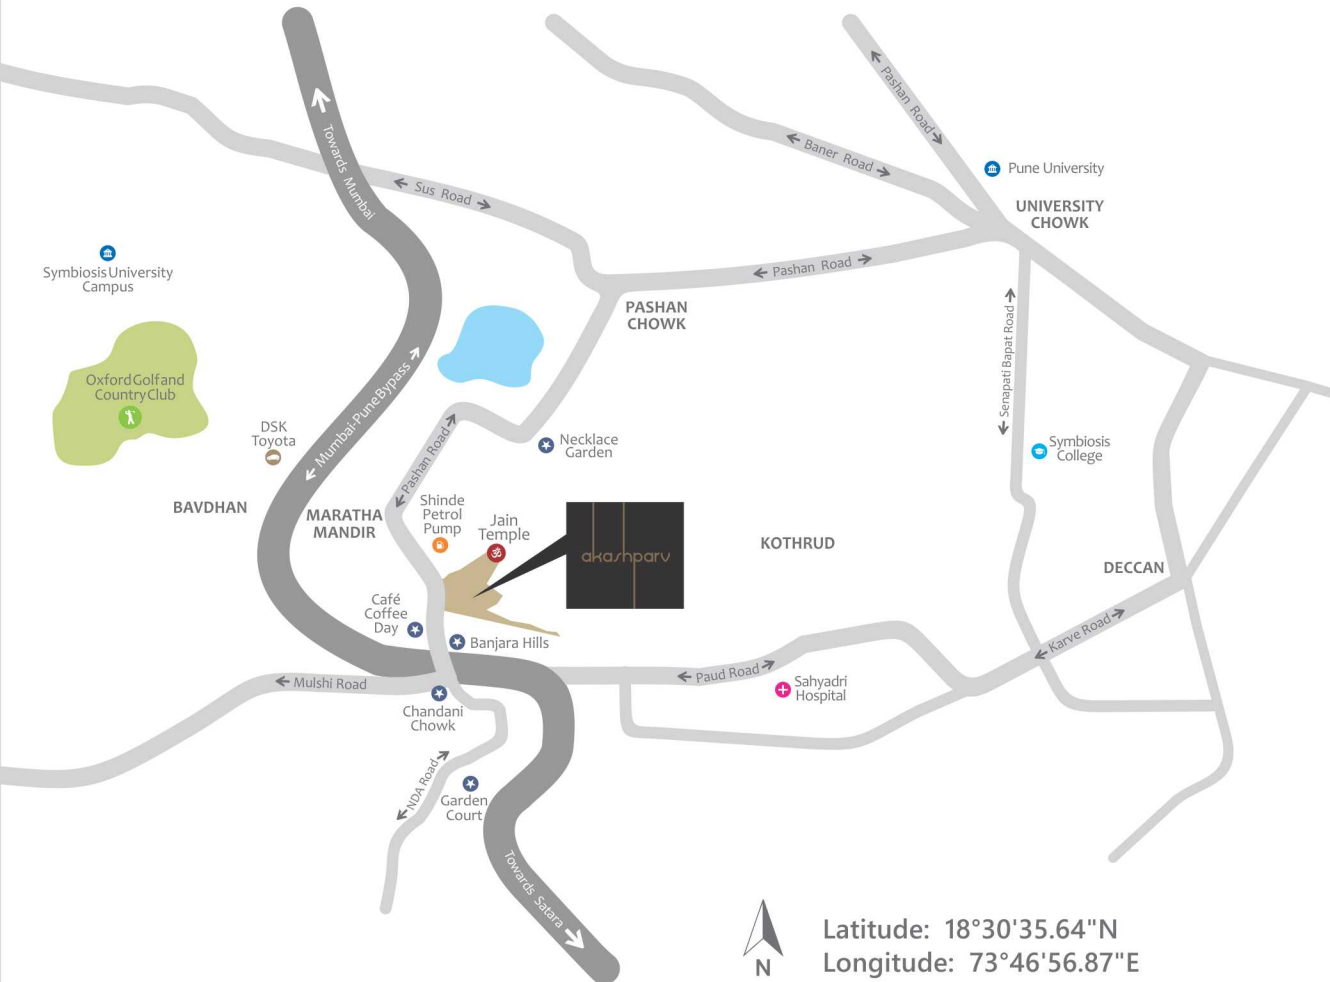 Towards Mumbai
Pashan Road
Baner Road
Pune University
UNIVERSITY
CHOWK
Sus Road
Symbiosis University
Campus
Pashan Road
PASHAN
CHOWK
Senapati Bapat Road
Oxford Golf and
Country Club
Mumbai-Pune Bypass
DSK
Toyota
Pashan Road
Necklace
Garden
Symbiosis
College
BAVDHAN
MARATHA
MANDIR
Shinde
Petrol
Pump
Jain
Temple
akashparv
KOTHRUD
DECCAN
Café
Coffee
Day
Banjara Hills
Karve Road
Mulshi Road
Paud Road
Sahyadri
Hospital
Chandani
Chowk
NDA Road
Garden
Court
Towards Satara
N
Latitude: 18°30'35.64"N
Longitude: 73°46'56.87"E